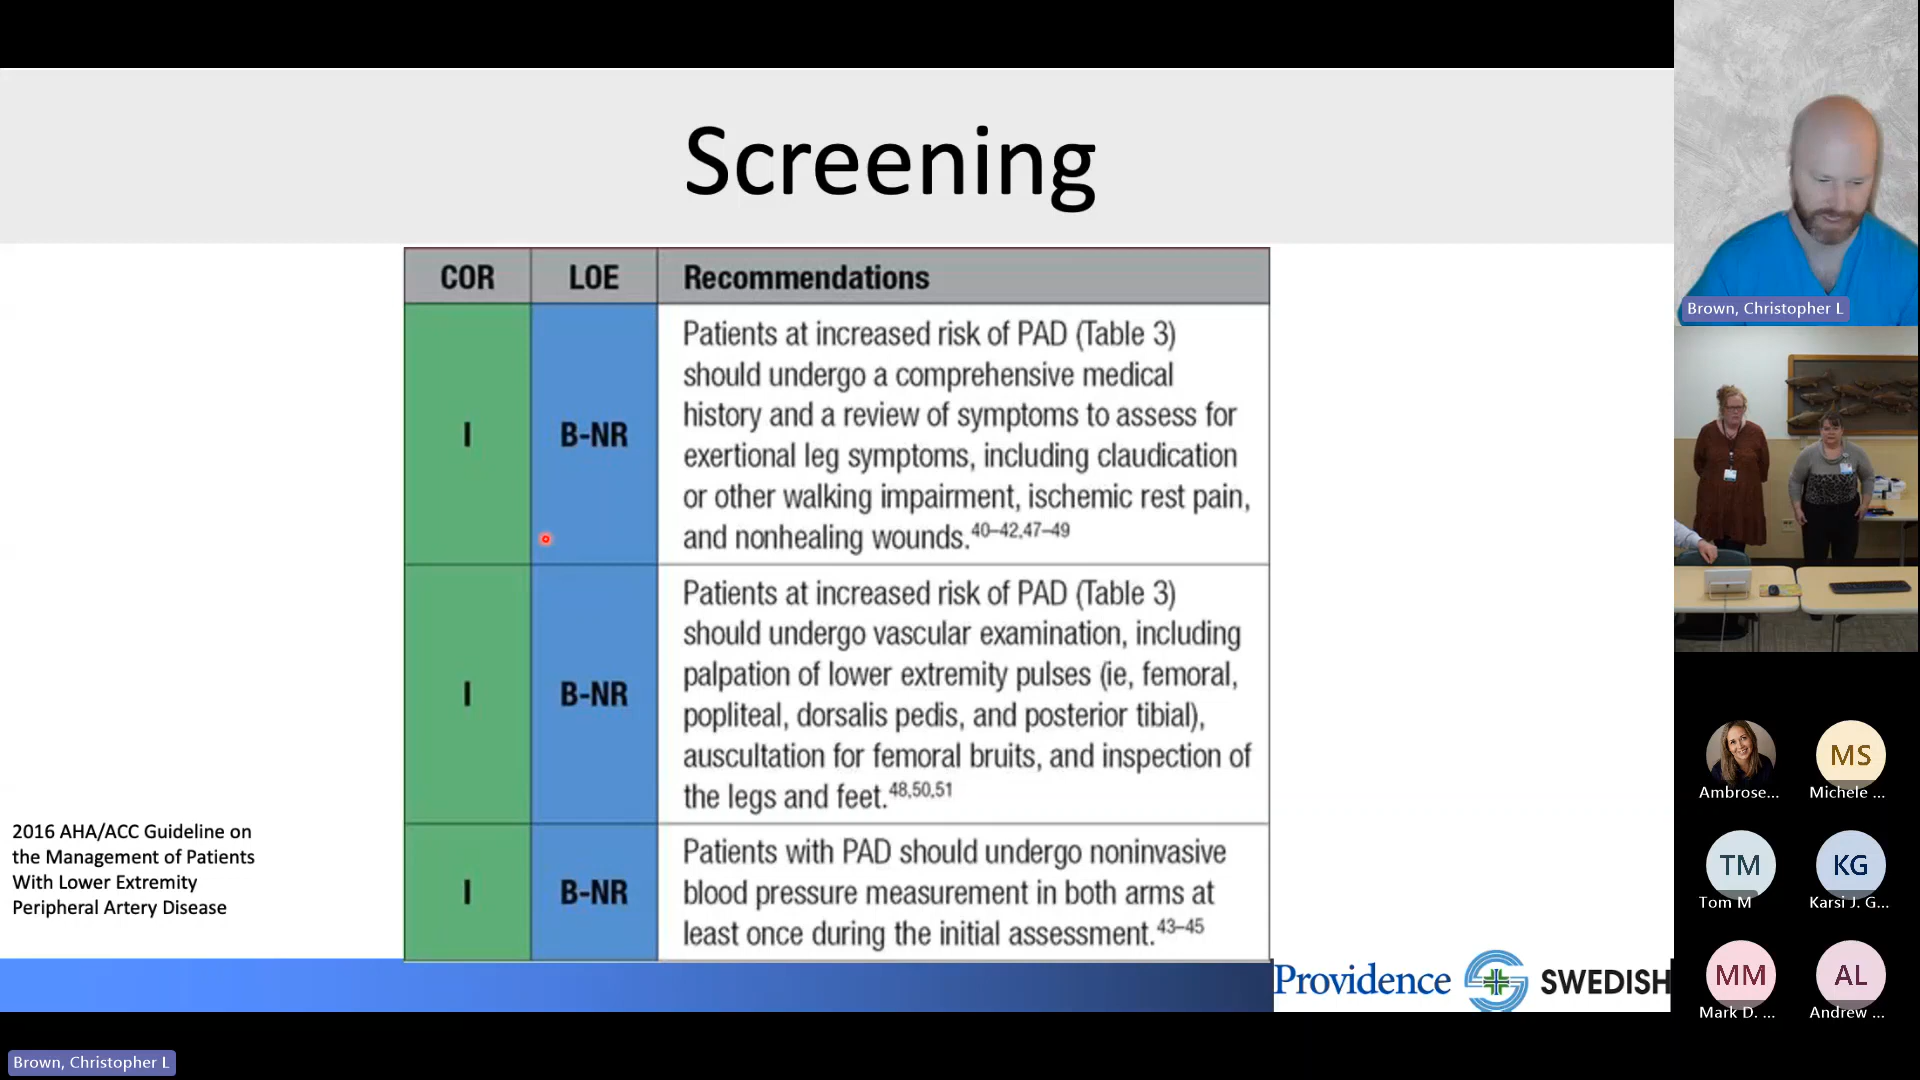 Screening
COR LOE Recommendations
I B-NR Patients at increased risk of PAD (Table 3)
should undergo a comprehensive medical
history and a review of symptoms to assess for
exertional leg symptoms, including claudication
or other walking impairment, ischemic rest pain,
and nonhealing wounds.40–42,47–49
I B-NR Patients at increased risk of PAD (Table 3)
should undergo vascular examination, including
palpation of lower extremity pulses (ie, femoral,
popliteal, dorsalis pedis, and posterior tibial),
auscultation for femoral bruits, and inspection of
the legs and feet.48,50,51
I B-NR Patients with PAD should undergo noninvasive
blood pressure measurement in both arms at
least once during the initial assessment.43–45
2016 AHA/ACC Guideline on
the Management of Patients
With Lower Extremity
Peripheral Artery Disease
Providence SWEDISH
Brown, Christopher L
Brown, Christopher L
MS
Ambrose... Michele ...
TM KG
Tom M Karsi J. G...
MM AL
Mark D. ... Andrew ...